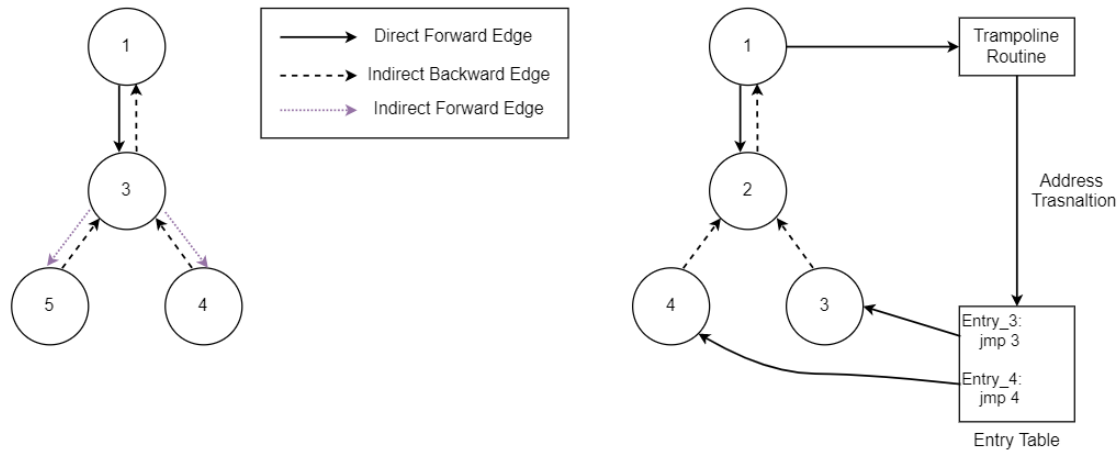 1
3
5
4
Direct Forward Edge
Indirect Backward Edge
Indirect Forward Edge
1
2
4
3
Trampoline
Routine
Address
Trasnaltion
Entry_3:
jmp 3
Entry_4:
jmp 4
Entry Table